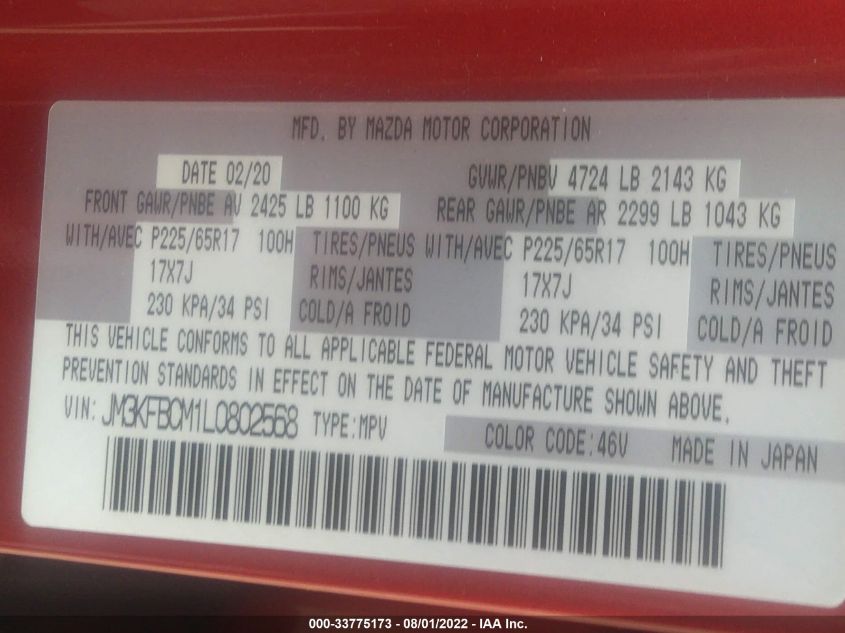 MFD. BY MAZDA MOTOR CORPORATION
DATE 02/20 GVWR/PNBV 4724 LB 2143 KG
FRONT GAWR/PNBE AV 2425 LB 1100 KG REAR GAWR/PNBE AR 2299 LB 1043 KG
WITH/AVEC P225/65R17 100H TIRES/PNEUS WITH/AVEC P225/65R17 100H TIRES/PNEUS
17X7J RIMS/JANTES 17X7J RIMS/JANTES
230 KPA/34 PSI COLD/A FROID 230 KPA/34 PSI COLD/A FROID
THIS VEHICLE CONFORMS TO ALL APPLICABLE FEDERAL MOTOR VEHICLE SAFETY AND THEFT
PREVENTION STANDARDS IN EFFECT ON THE DATE OF MANUFACTURE SHOWN ABOVE.
VIN: JM3KFBCM1L0802568 TYPE:MPV COLOR CODE:46V MADE IN JAPAN
000-33775173 - 08/01/2022 - IAA Inc.